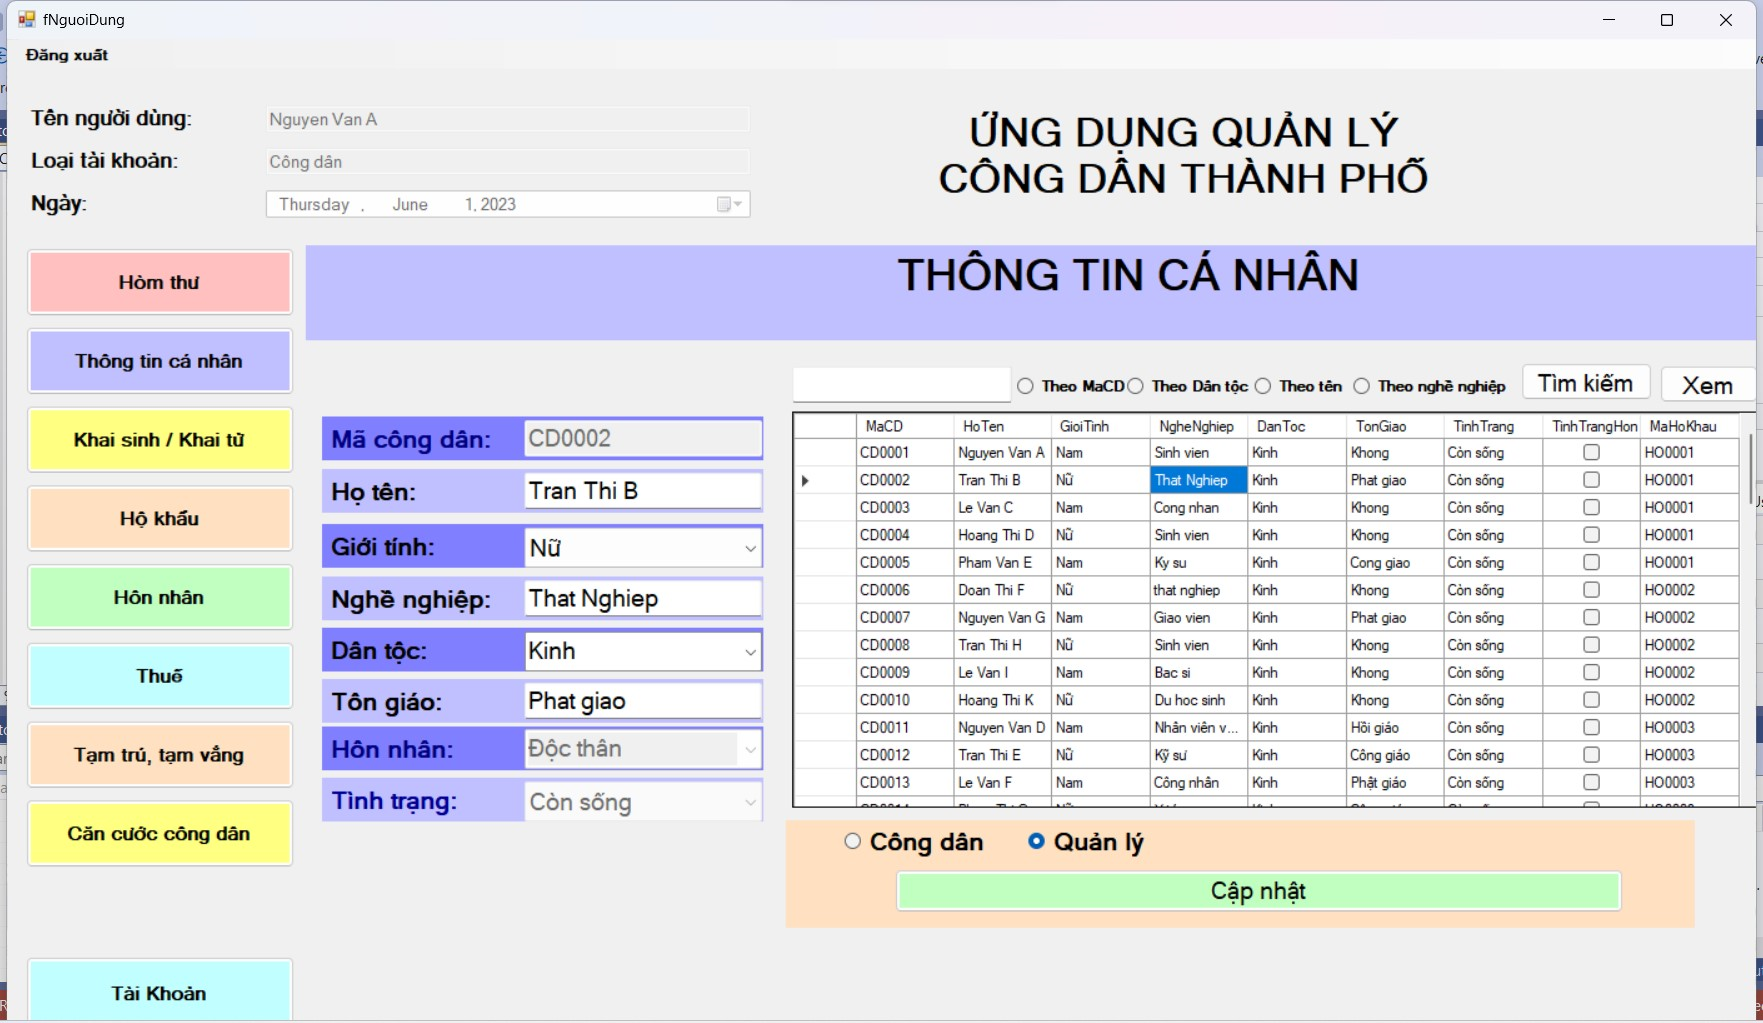 fNguoiDung
Đăng xuất
Tên người dùng: Nguyen Van A
Loại tài khoản: Công dân
Ngày: Thursday , June 1, 2023
ỨNG DỤNG QUẢN LÝ
CÔNG DÂN THÀNH PHỐ
THÔNG TIN CÁ NHÂN
Hòm thư
Thông tin cá nhân
Khai sinh / Khai tử
Hộ khẩu
Hôn nhân
Thuế
Tạm trú, tạm vắng
Căn cước công dân
Tài Khoản
Mã công dân: CD0002
Họ tên: Tran Thi B
Giới tính: Nữ
Nghề nghiệp: That Nghiep
Dân tộc: Kinh
Tôn giáo: Phat giao
Hôn nhân: Độc thân
Tình trạng: Còn sống
Theo MaCD Theo Dân tộc Theo tên Theo nghề nghiệp Tìm kiếm Xem
MaCD HoTen GioiTinh NgheNghiep DanToc TonGiao TinhTrang TinhTrangHon MaHoKhau
CD0001 Nguyen Van A Nam Sinh vien Kinh Khong Còn sống HO0001
CD0002 Tran Thi B Nữ That Nghiep Kinh Phat giao Còn sống HO0001
CD0003 Le Van C Nam Cong nhan Kinh Khong Còn sống HO0001
CD0004 Hoang Thi D Nữ Sinh vien Kinh Khong Còn sống HO0001
CD0005 Pham Van E Nam Ky su Kinh Cong giao Còn sống HO0001
CD0006 Doan Thi F Nữ that nghiep Kinh Khong Còn sống HO0002
CD0007 Nguyen Van G Nam Giao vien Kinh Phat giao Còn sống HO0002
CD0008 Tran Thi H Nữ Sinh vien Kinh Khong Còn sống HO0002
CD0009 Le Van I Nam Bac si Kinh Khong Còn sống HO0002
CD0010 Hoang Thi K Nữ Du hoc sinh Kinh Khong Còn sống HO0002
CD0011 Nguyen Van D Nam Nhân viên v... Kinh Hồi giáo Còn sống HO0003
CD0012 Tran Thi E Nữ Kỹ sư Kinh Công giáo Còn sống HO0003
CD0013 Le Van F Nam Công nhân Kinh Phật giáo Còn sống HO0003
Công dân Quản lý
Cập nhật